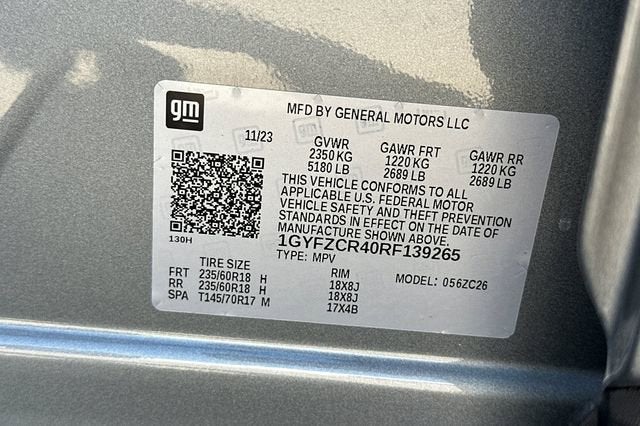 gm
MFD BY GENERAL MOTORS LLC
11/23 GVWR GAWR FRT GAWR RR
2350 KG 1220 KG 1220 KG
5180 LB 2689 LB 2689 LB
THIS VEHICLE CONFORMS TO ALL
APPLICABLE U.S. FEDERAL MOTOR
VEHICLE SAFETY AND THEFT PREVENTION
STANDARDS IN EFFECT ON THE DATE OF
MANUFACTURE SHOWN ABOVE.
130H
1GYFZCR40RF139265
TYPE: MPV
TIRE SIZE RIM MODEL: 056ZC26
FRT 235/60R18 H 18X8J
RR 235/60R18 H 18X8J
SPA T145/70R17 M 17X4B